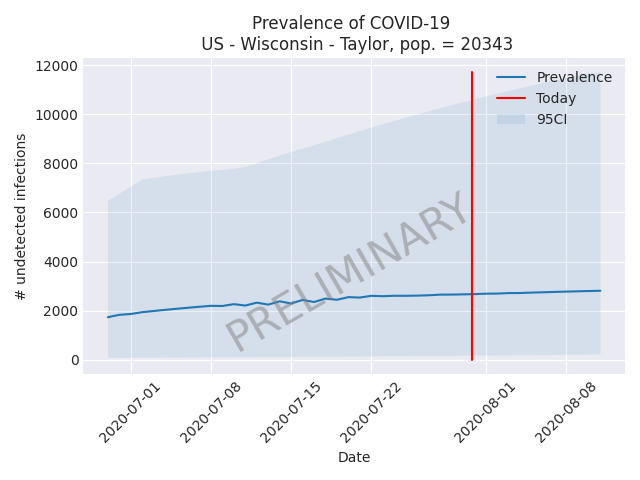 Prevalence of COVID-19
US - Wisconsin - Taylor, pop. = 20343
12000
10000
8000
6000
4000
2000
0
# undetected infections
Prevalence
Today
95CI
PRELIMINARY
2020-07-01
2020-07-08
2020-07-15
2020-07-22
2020-08-01
2020-08-08
Date